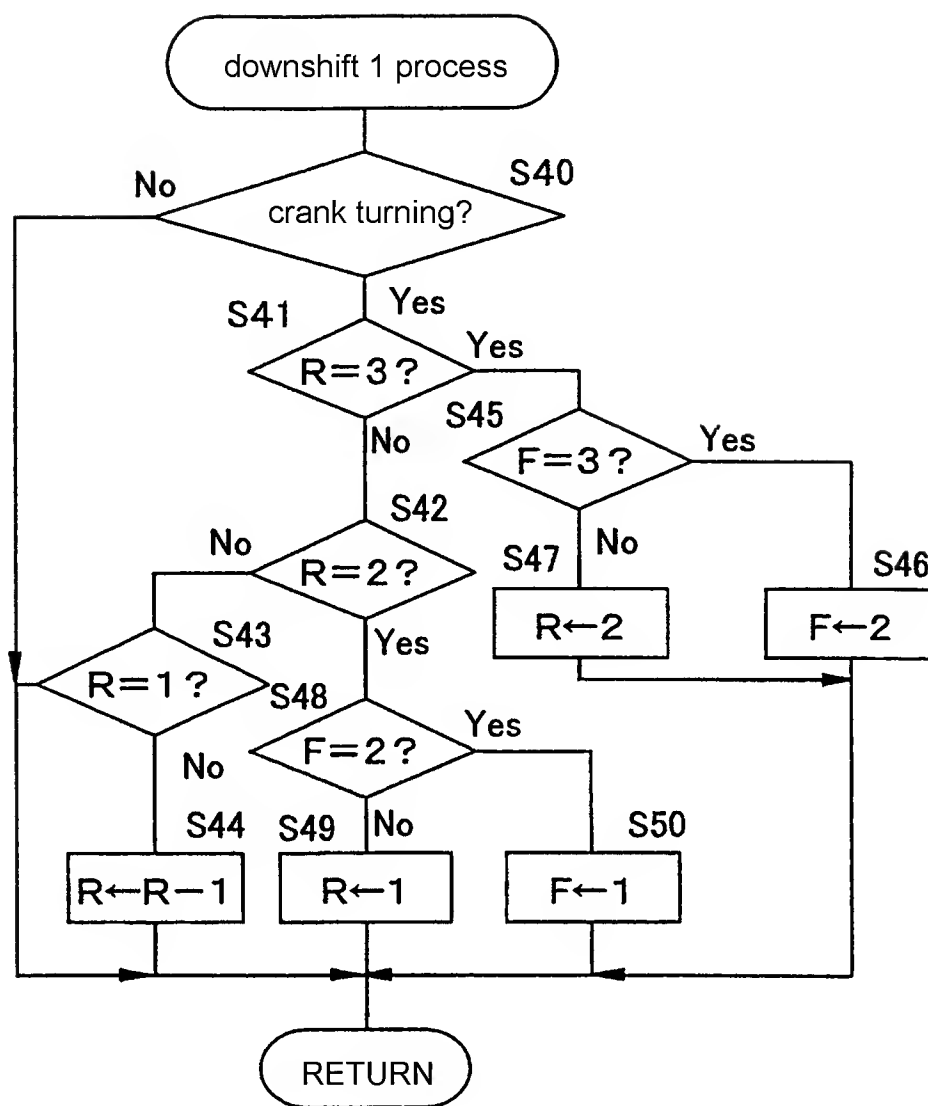 downshift 1 process
No
S40
crank turning?
Yes
S41
Yes
R=3?
S45
No
Yes
F=3?
S42
No
No
S47
S46
R=2?
R←2
F←2
S43
Yes
R=1?
S48
Yes
F=2?
No
S44
S49
No
S50
R←R-1
R←1
F←1
RETURN